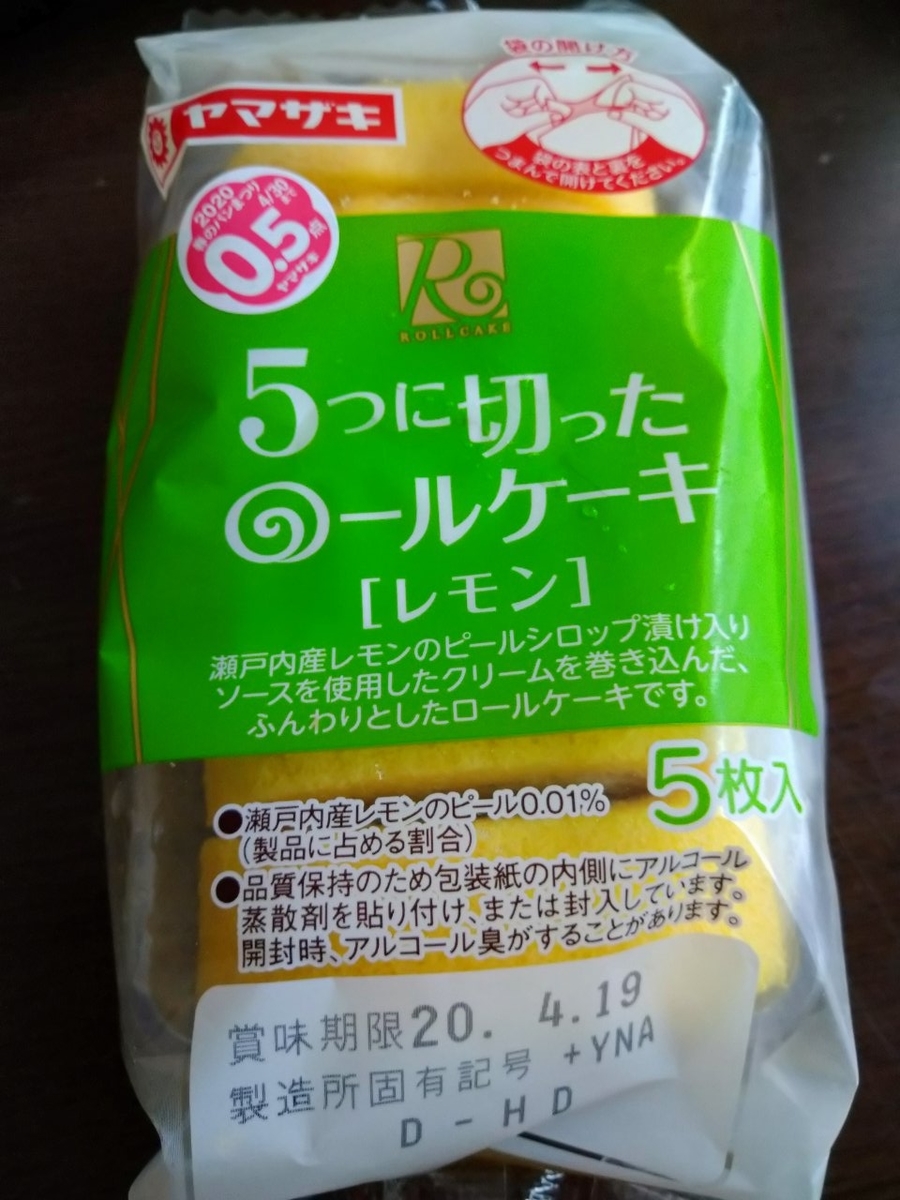 袋の開け方
袋の表と裏を
つまんで開けてください。
ヤマザキ
2020
春のパンまつり
4/30まで
0.5点
ヤマザキ
R
ROLLCAKE
5つに切った
ロールケーキ
[レモン]
瀬戸内産レモンのピールシロップ漬け入り
ソースを使用したクリームを巻き込んだ、
ふんわりとしたロールケーキです。
5枚入
●瀬戸内産レモンのピール0.01%
(製品に占める割合)
●品質保持のため包装紙の内側にアルコール
蒸散剤を貼り付け、または封入しています。
開封時、アルコール臭がすることがあります。
賞味期限20. 4.19
製造所固有記号 +YNA
D-HD